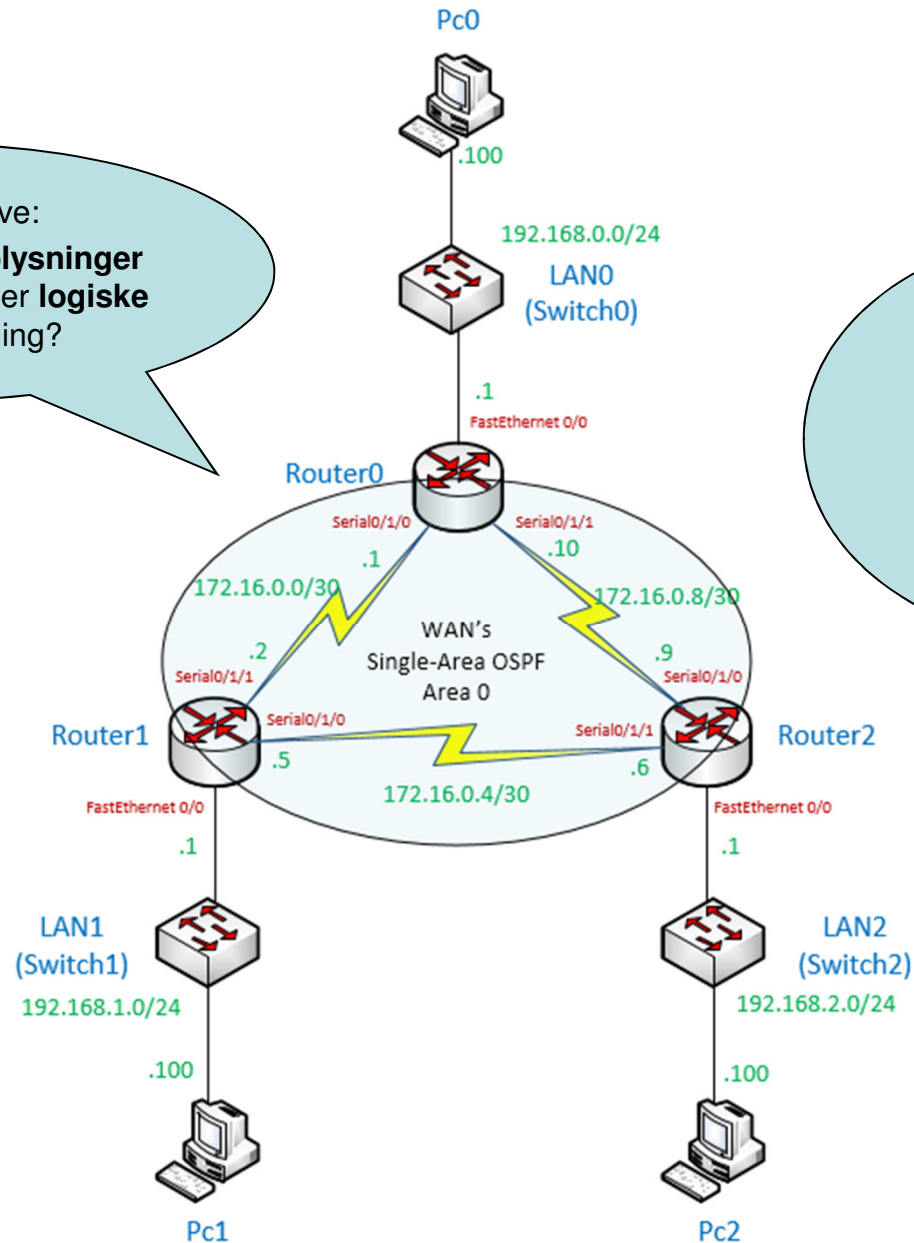 Pc0
.100
ve:
lysninger
er logiske
ing?
192.168.0.0/24
LAN0
(Switch0)
.1
FastEthernet 0/0
Router0
Serial0/1/0
Serial0/1/1
.1
.10
172.16.0.0/30
172.16.0.8/30
WAN's
Single-Area OSPF
Area 0
.2
.9
Serial0/1/1
Serial0/1/0
Router1
Serial0/1/0
Serial0/1/1
Router2
.5
.6
172.16.0.4/30
FastEthernet 0/0
FastEthernet 0/0
.1
.1
LAN1
(Switch1)
192.168.1.0/24
LAN2
(Switch2)
192.168.2.0/24
.100
.100
Pc1
Pc2